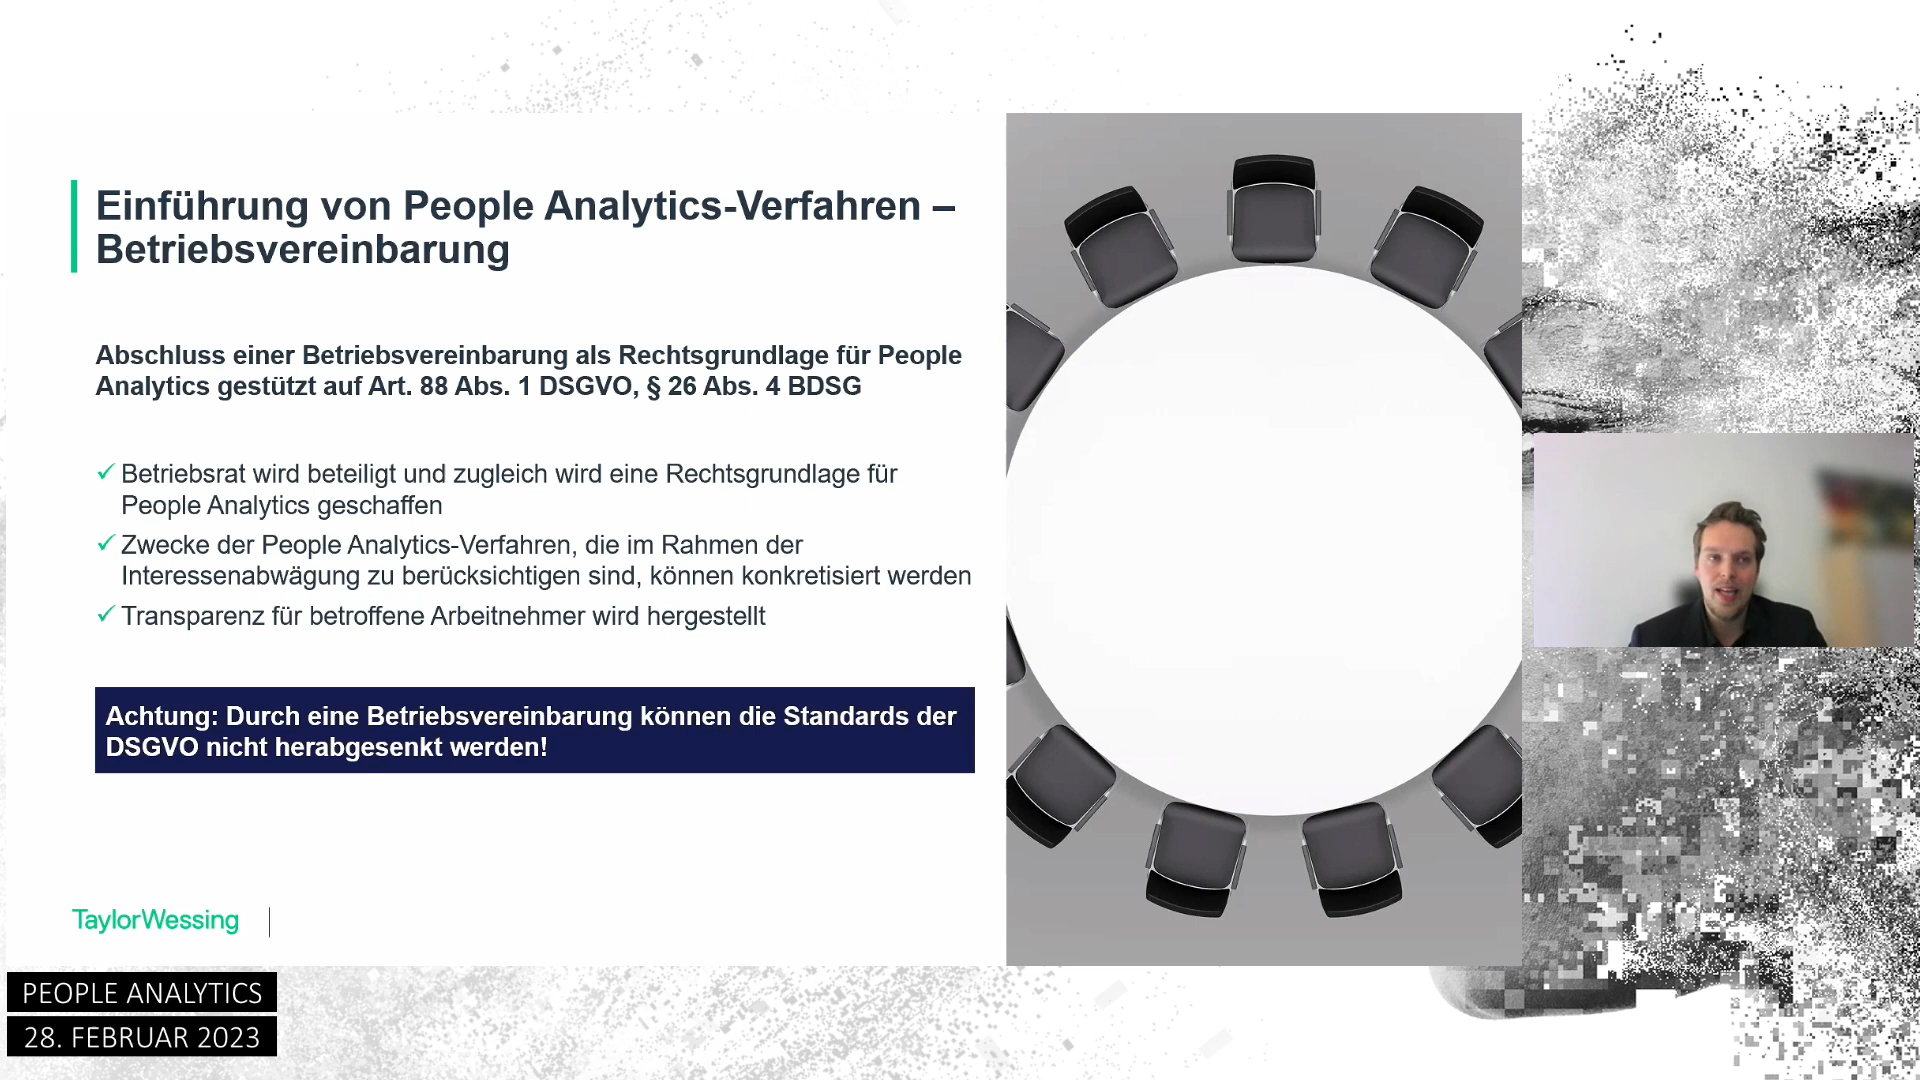 Einführung von People Analytics-Verfahren –
Betriebsvereinbarung
Abschluss einer Betriebsvereinbarung als Rechtsgrundlage für People
Analytics gestützt auf Art. 88 Abs. 1 DSGVO, § 26 Abs. 4 BDSG
✓ Betriebsrat wird beteiligt und zugleich wird eine Rechtsgrundlage für
People Analytics geschaffen
✓ Zwecke der People Analytics-Verfahren, die im Rahmen der
Interessenabwägung zu berücksichtigen sind, können konkretisiert werden
✓ Transparenz für betroffene Arbeitnehmer wird hergestellt
Achtung: Durch eine Betriebsvereinbarung können die Standards der
DSGVO nicht herabgesenkt werden!
TaylorWessing
PEOPLE ANALYTICS
28. FEBRUAR 2023